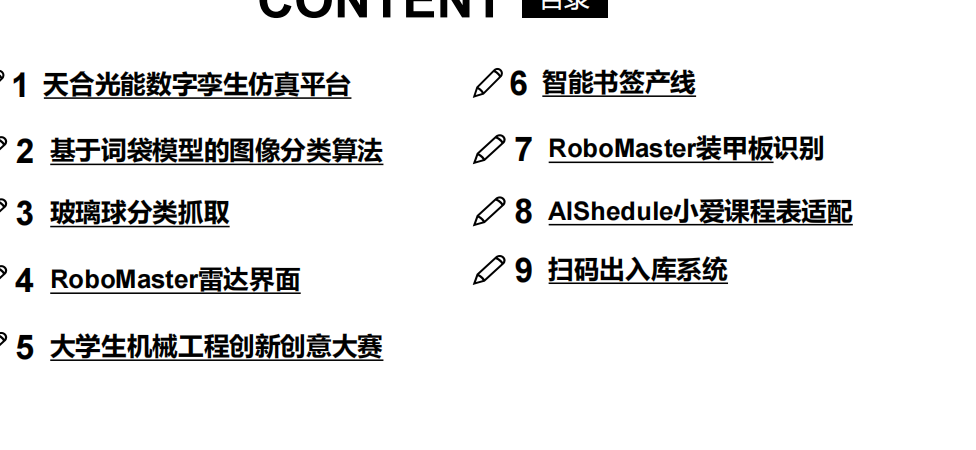 CONTENT 目录
1 天合光能数字孪生仿真平台
2 基于词袋模型的图像分类算法
3 玻璃球分类抓取
4 RoboMaster雷达界面
5 大学生机械工程创新创意大赛
6 智能书签产线
7 RoboMaster装甲板识别
8 AIShedule小爱课程表适配
9 扫码出入库系统